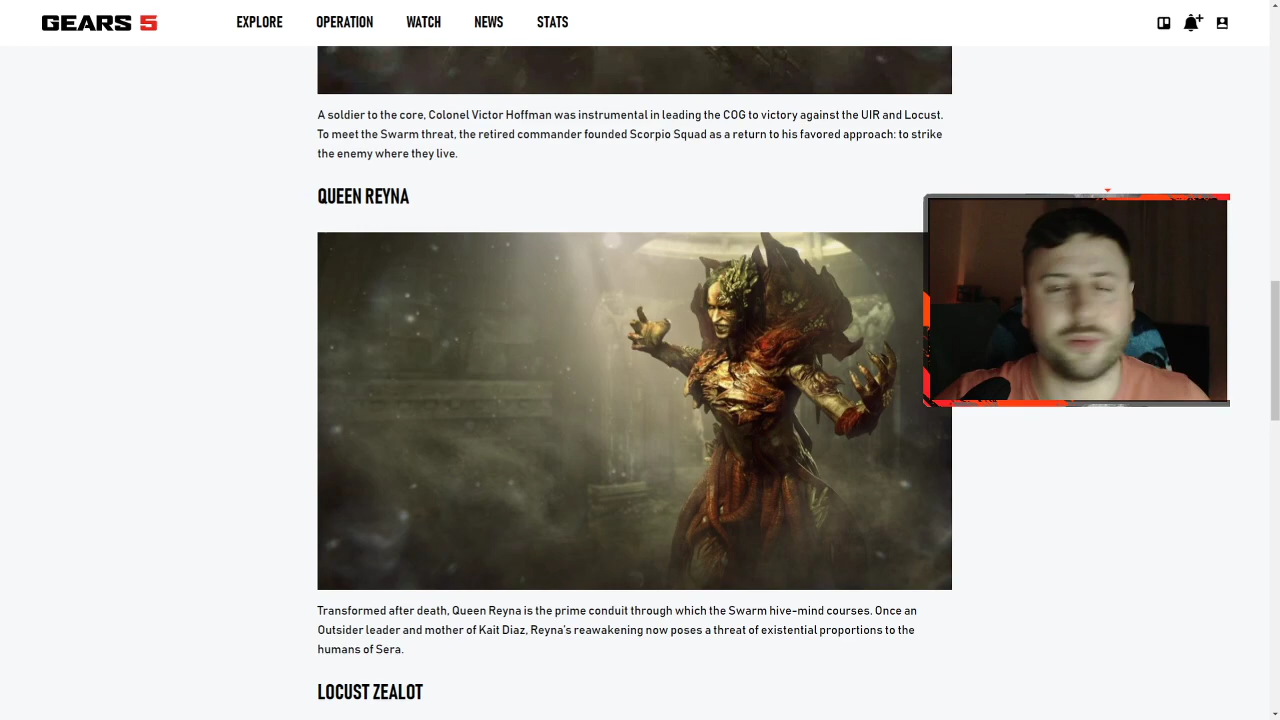 GEARS 5
EXPLORE
OPERATION
WATCH
NEWS
STATS
A soldier to the core, Colonel Victor Hoffman was instrumental in leading the COG to victory against the UIR and Locust.
To meet the Swarm threat, the retired commander founded Scorpio Squad as a return to his favored approach: to strike
the enemy where they live.
QUEEN REYNA
Transformed after death, Queen Reyna is the prime conduit through which the Swarm hive-mind courses. Once an
Outsider leader and mother of Kait Diaz, Reyna's reawakening now poses a threat of existential proportions to the
humans of Sera.
LOCUST ZEALOT